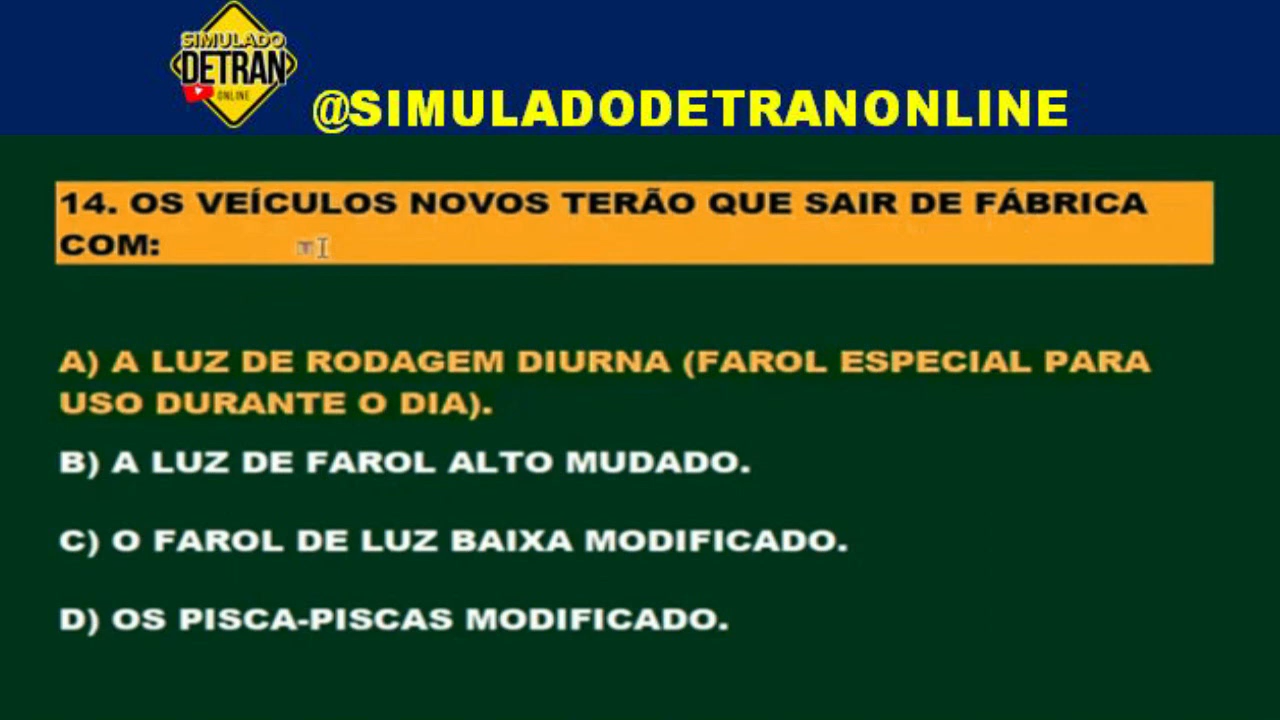 SIMULADO
DETRAN
ONLINE
@SIMULADODETRANONLINE
14. OS VEÍCULOS NOVOS TERÃO QUE SAIR DE FÁBRICA
COM:
A) A LUZ DE RODAGEM DIURNA (FAROL ESPECIAL PARA
USO DURANTE O DIA).
B) A LUZ DE FAROL ALTO MUDADO.
C) O FAROL DE LUZ BAIXA MODIFICADO.
D) OS PISCA-PISCAS MODIFICADO.